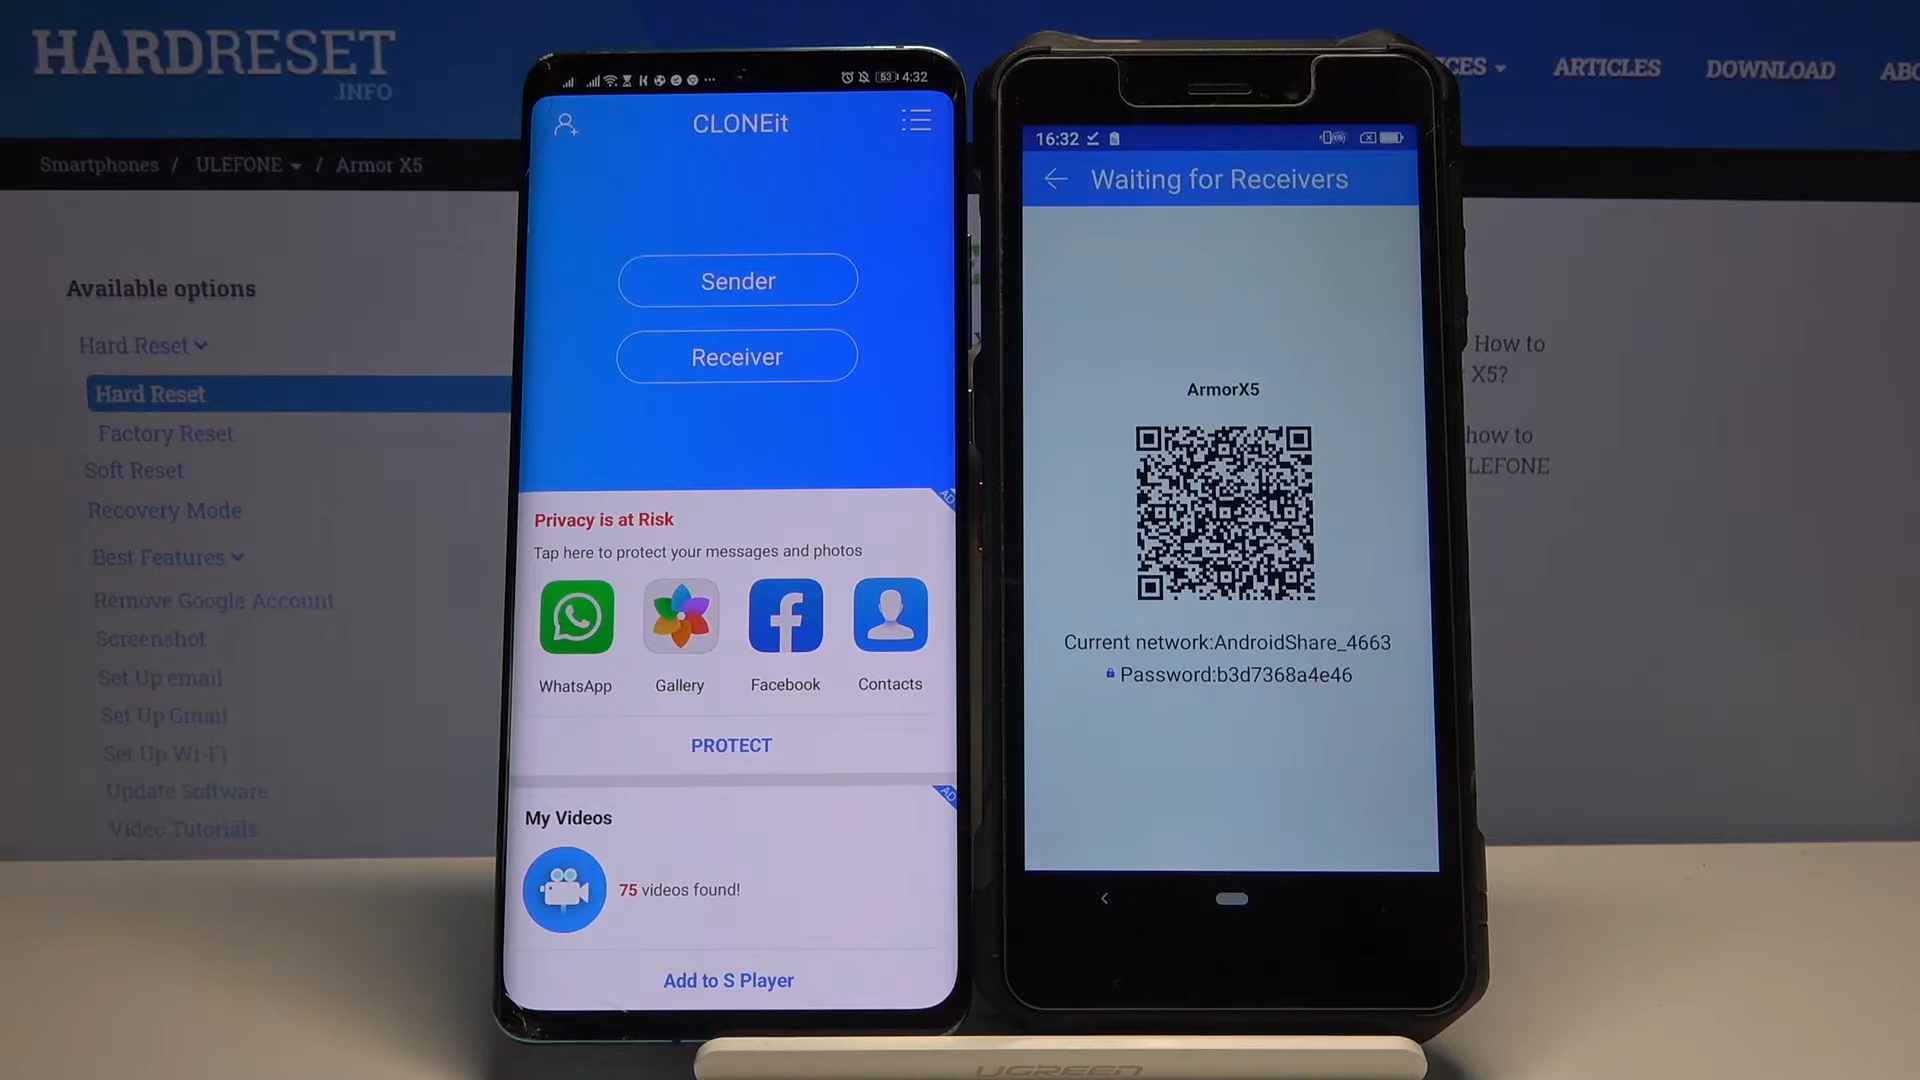 HARDRESET
.INFO
ARTICLES
DOWNLOAD
Smartphones / ULEFONE / Armor X5
Available options
Hard Reset
Hard Reset
Factory Reset
Soft Reset
Recovery Mode
Best Features
Remove Google Account
Screenshot
Set Up email
Set Up Gmail
Set Up Wi-Fi
Update Software
Video Tutorials
53 4:32
CLONEit
Sender
Receiver
AD
Privacy is at Risk
Tap here to protect your messages and photos
WhatsApp
Gallery
Facebook
Contacts
PROTECT
AD
My Videos
75 videos found!
Add to S Player
16:32
Waiting for Receivers
ArmorX5
Current network:AndroidShare_4663
Password:b3d7368a4e46
How to
X5?
how to
LEFONE
UGREEN